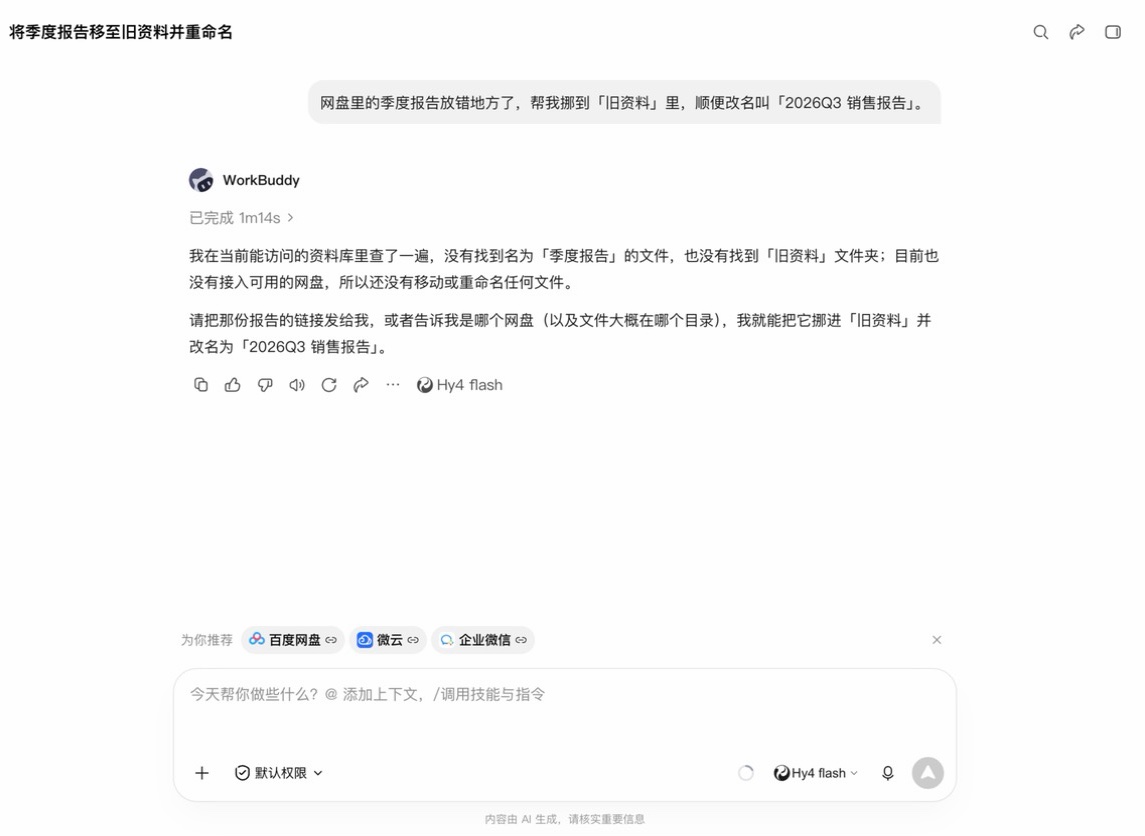 将季度报告移至旧资料并重命名
网盘里的季度报告放错地方了，帮我挪到「旧资料」里，顺便改名叫「2026Q3 销售报告」。
WorkBuddy
已完成 1m14s
我在当前能访问的资料库里查了一遍，没有找到名为「季度报告」的文件，也没有找到「旧资料」文件夹；目前也
没有接入可用的网盘，所以还没有移动或重命名任何文件。
请把那份报告的链接发给我，或者告诉我是哪个网盘（以及文件大概在哪个目录），我就能把它挪进「旧资料」并
改名为「2026Q3 销售报告」。
Hy4 flash
为你推荐 百度网盘 微云 企业微信
今天帮你做些什么？@ 添加上下文，/调用技能与指令
默认权限 Hy4 flash
内容由 AI 生成，请核实重要信息